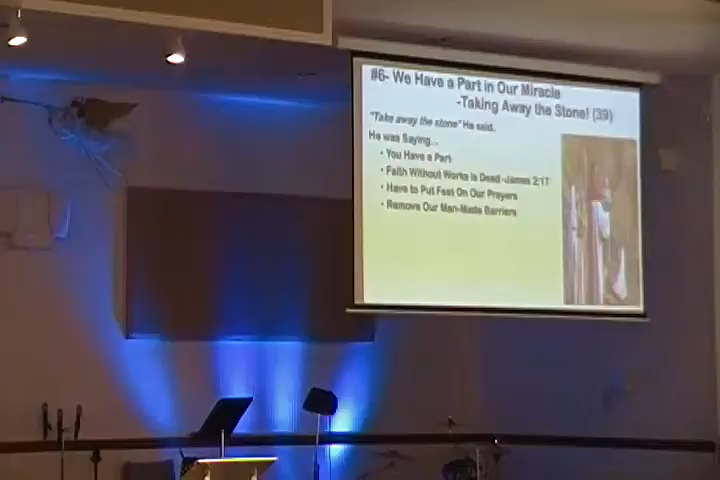 #6- We Have a Part in Our Miracle
-Taking Away the Stone! (39)
"Take away the stone" He said.
He was Saying...
• You Have a Part
• Faith Without Works is Dead -James 2:17
• Have to Put Feet On Our Prayers
• Remove Our Man-Made Barriers